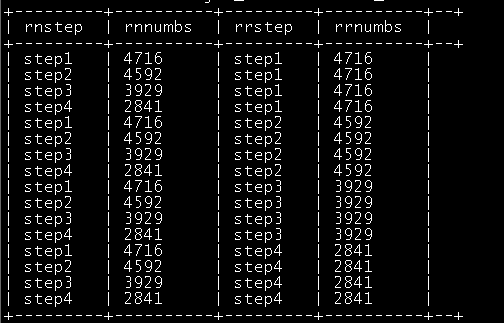 +---------+----------+---------+----------+--+
| rnstep | rnnumbs | rrstep | rrnumbs | |
+---------+----------+---------+----------+--+
| step1 | 4716 | step1 | 4716 |
| step2 | 4592 | step1 | 4716 |
| step3 | 3929 | step1 | 4716 |
| step4 | 2841 | step1 | 4716 |
| step1 | 4716 | step2 | 4592 |
| step2 | 4592 | step2 | 4592 |
| step3 | 3929 | step2 | 4592 |
| step4 | 2841 | step2 | 4592 |
| step1 | 4716 | step3 | 3929 |
| step2 | 4592 | step3 | 3929 |
| step3 | 3929 | step3 | 3929 |
| step4 | 2841 | step3 | 3929 |
| step1 | 4716 | step4 | 2841 |
| step2 | 4592 | step4 | 2841 |
| step3 | 3929 | step4 | 2841 |
| step4 | 2841 | step4 | 2841 |
+---------+----------+---------+----------+--+